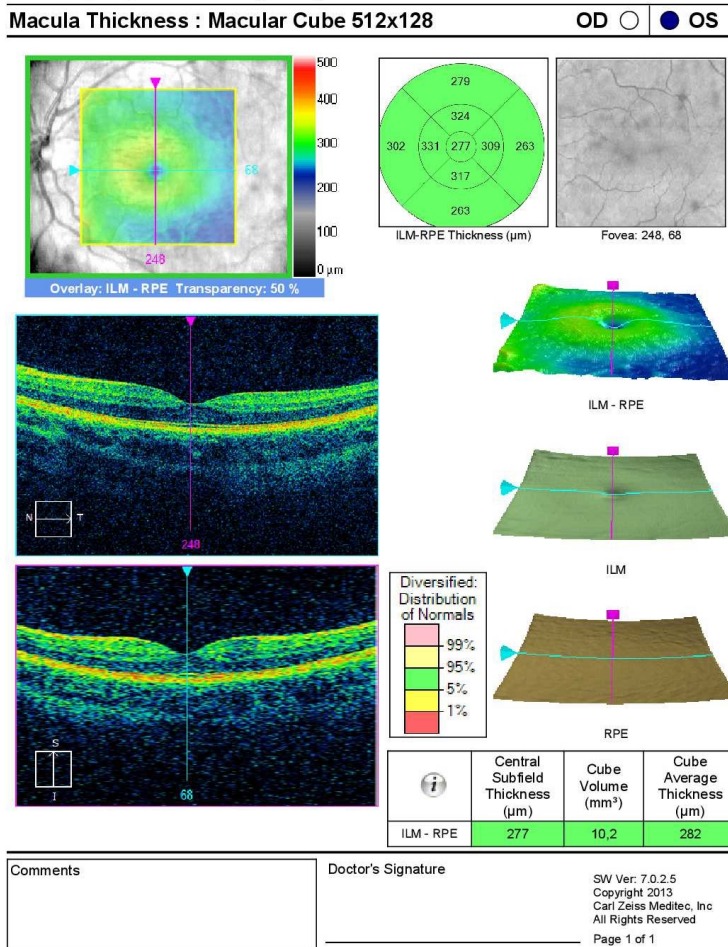 Macula Thickness : Macular Cube 512x128
OD OS
500
400
300
200
100
0 µm
68
248
Overlay: ILM - RPE Transparency: 50 %
279
324
302 331 277 309 263
317
263
ILM-RPE Thickness (µm)
Fovea: 248, 68
ILM - RPE
N T
248
ILM
Diversified:
Distribution
of Normals
99%
95%
5%
1%
RPE
S
I
68
i
Central
Subfield
Thickness
(µm)
Cube
Volume
(mm³)
Cube
Average
Thickness
(µm)
ILM - RPE 277 10,2 282
Comments
Doctor's Signature
SW Ver: 7.0.2.5
Copyright 2013
Carl Zeiss Meditec, Inc
All Rights Reserved
Page 1 of 1